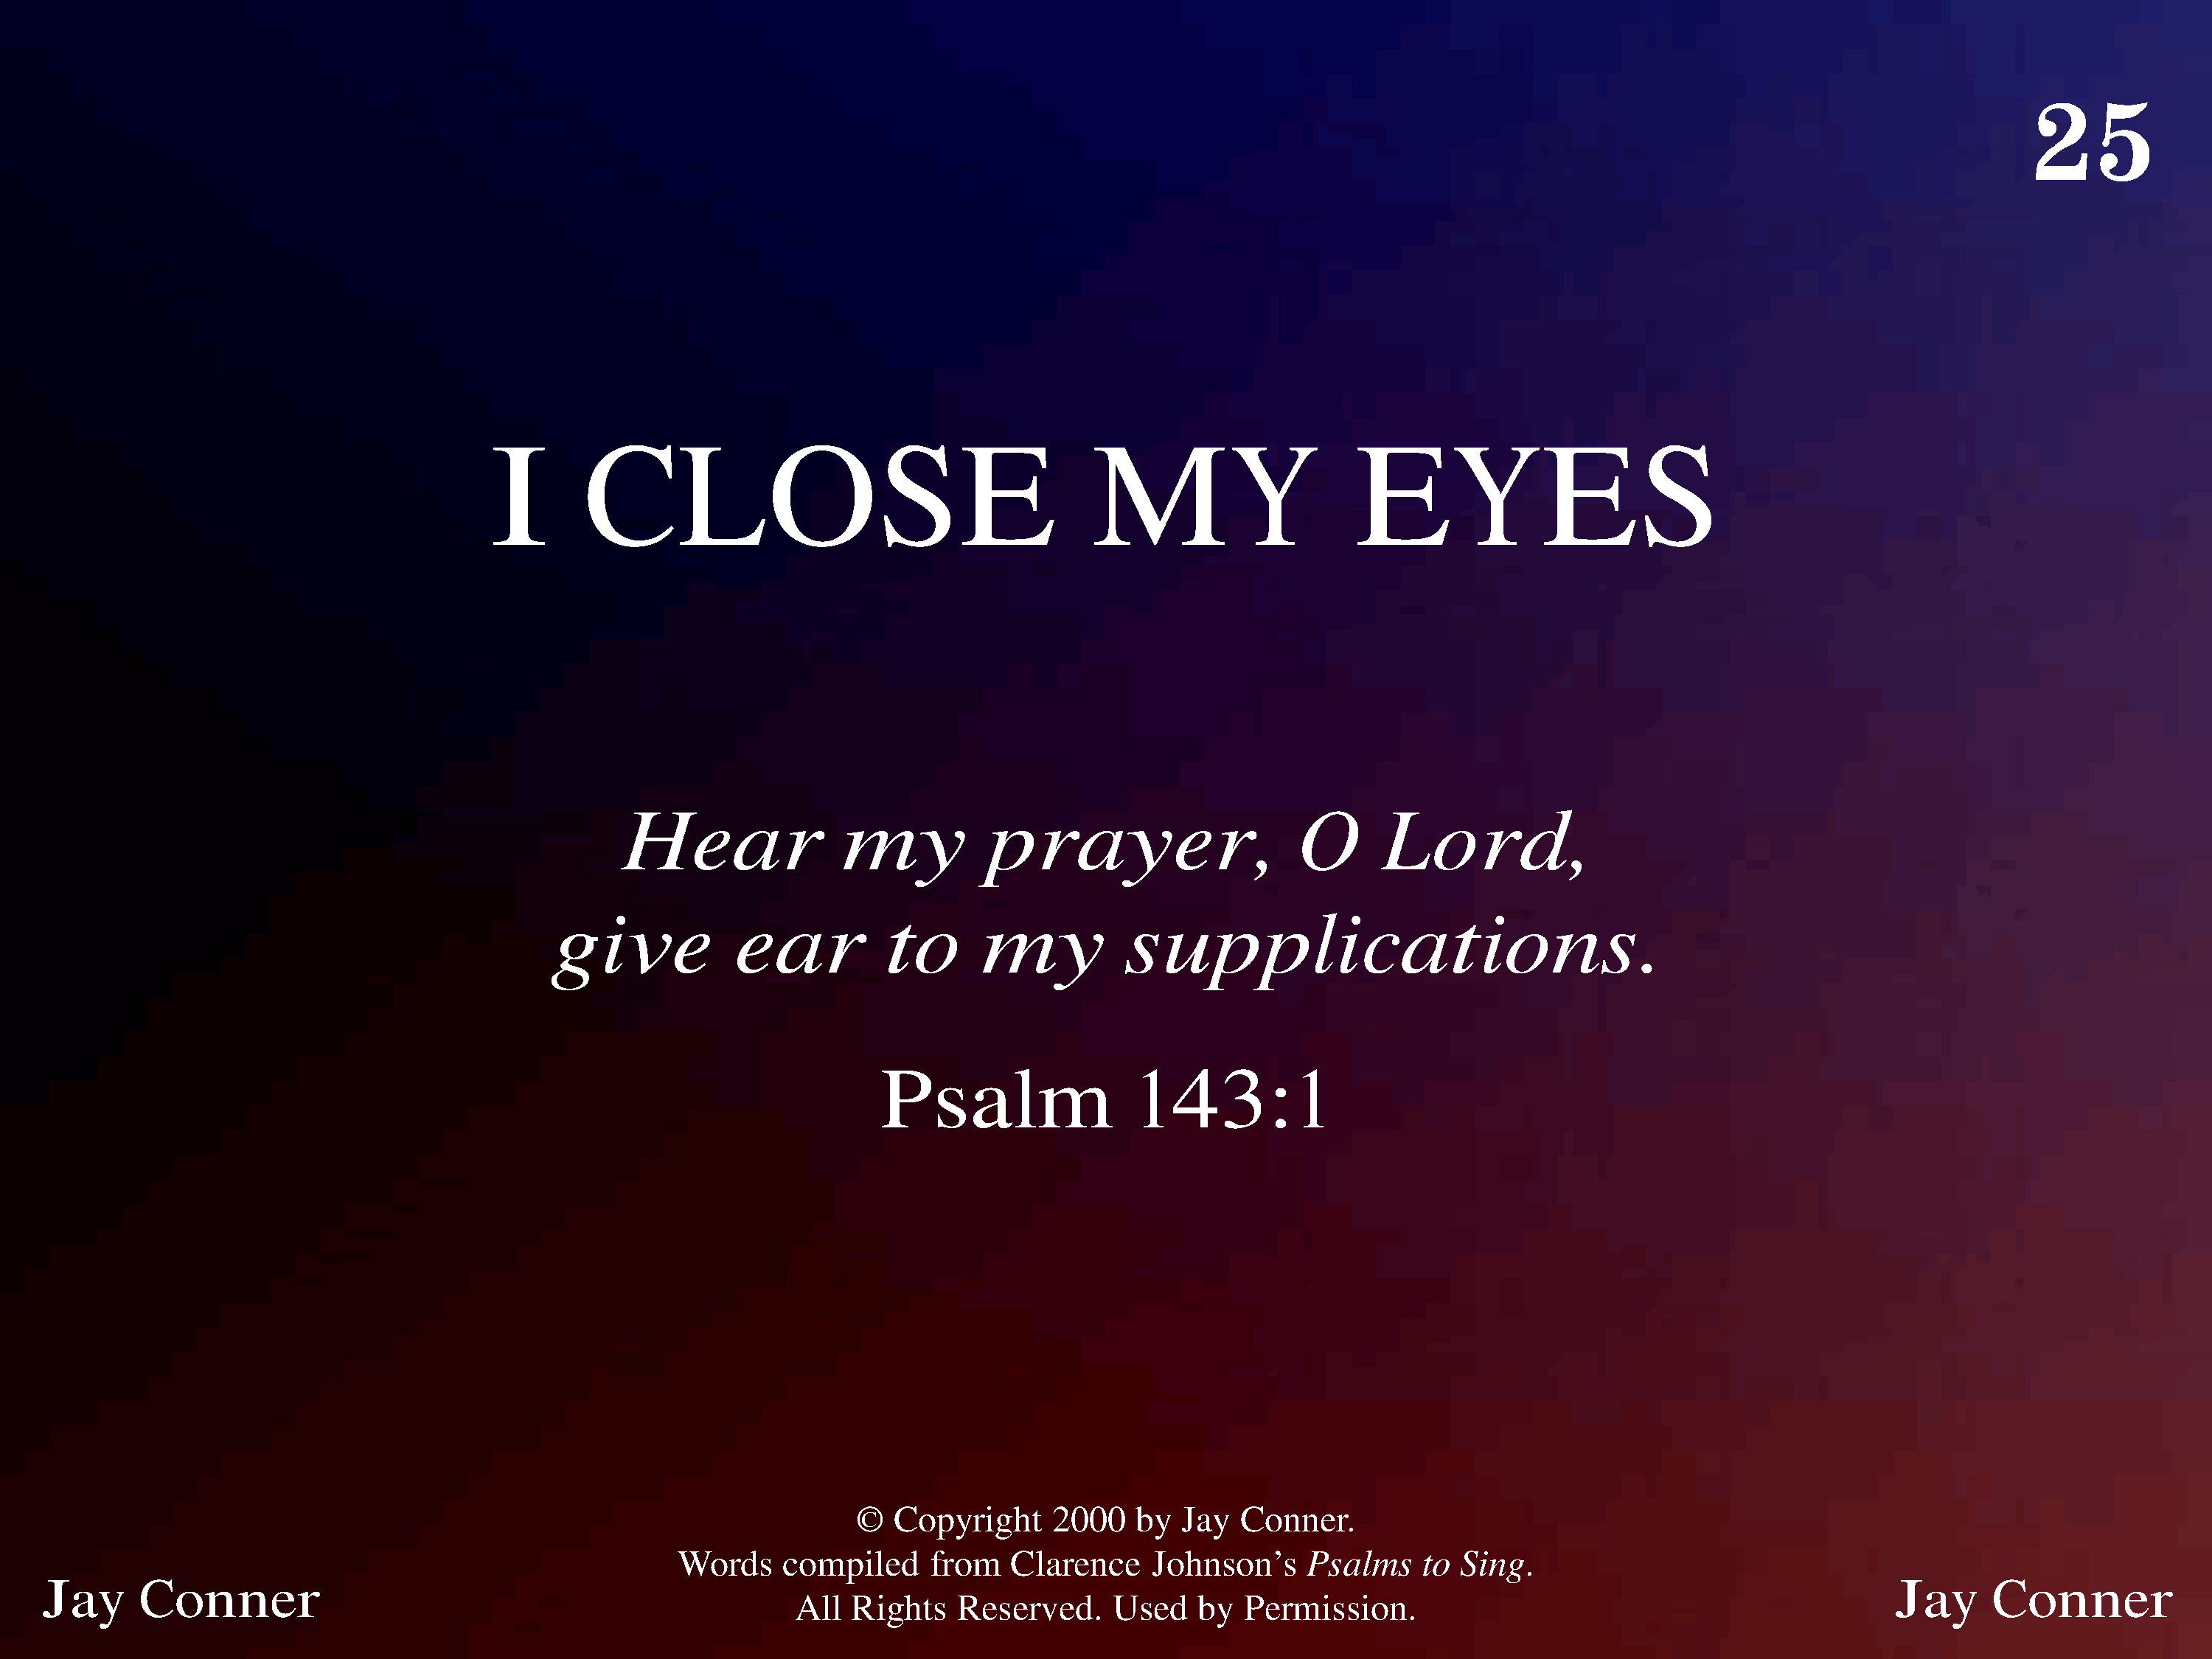 25
I CLOSE MY EYES
Hear my prayer, O Lord,
give ear to my supplications.
Psalm 143:1
© Copyright 2000 by Jay Conner.
Words compiled from Clarence Johnson’s Psalms to Sing.
All Rights Reserved. Used by Permission.
Jay Conner
Jay Conner